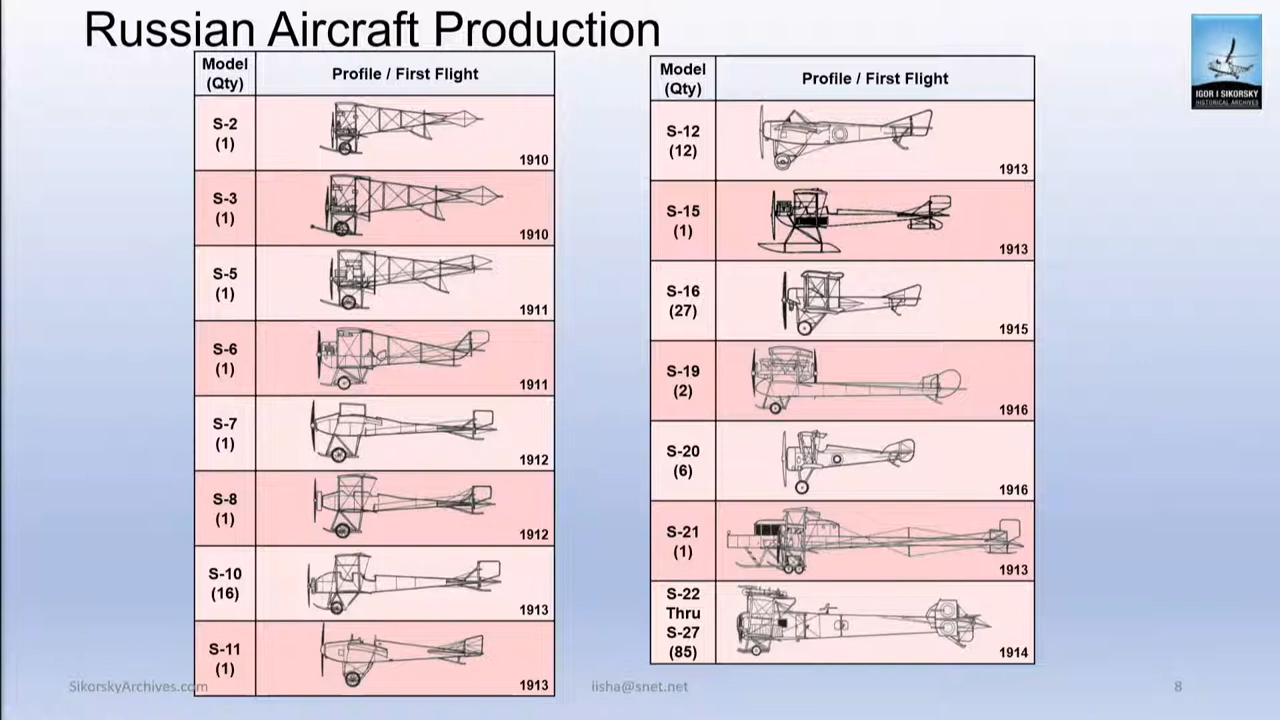 Russian Aircraft Production
IGOR I SIKORSKY
HISTORICAL ARCHIVES
Model
(Qty)
Profile / First Flight
S-2
(1)
1910
S-3
(1)
1910
S-5
(1)
1911
S-6
(1)
1911
S-7
(1)
1912
S-8
(1)
1912
S-10
(16)
1913
S-11
(1)
1913
Model
(Qty)
Profile / First Flight
S-12
(12)
1913
S-15
(1)
1913
S-16
(27)
1915
S-19
(2)
1916
S-20
(6)
1916
S-21
(1)
1913
S-22
Thru
S-27
(85)
1914
SikorskyArchives.com
iisha@snet.net
8